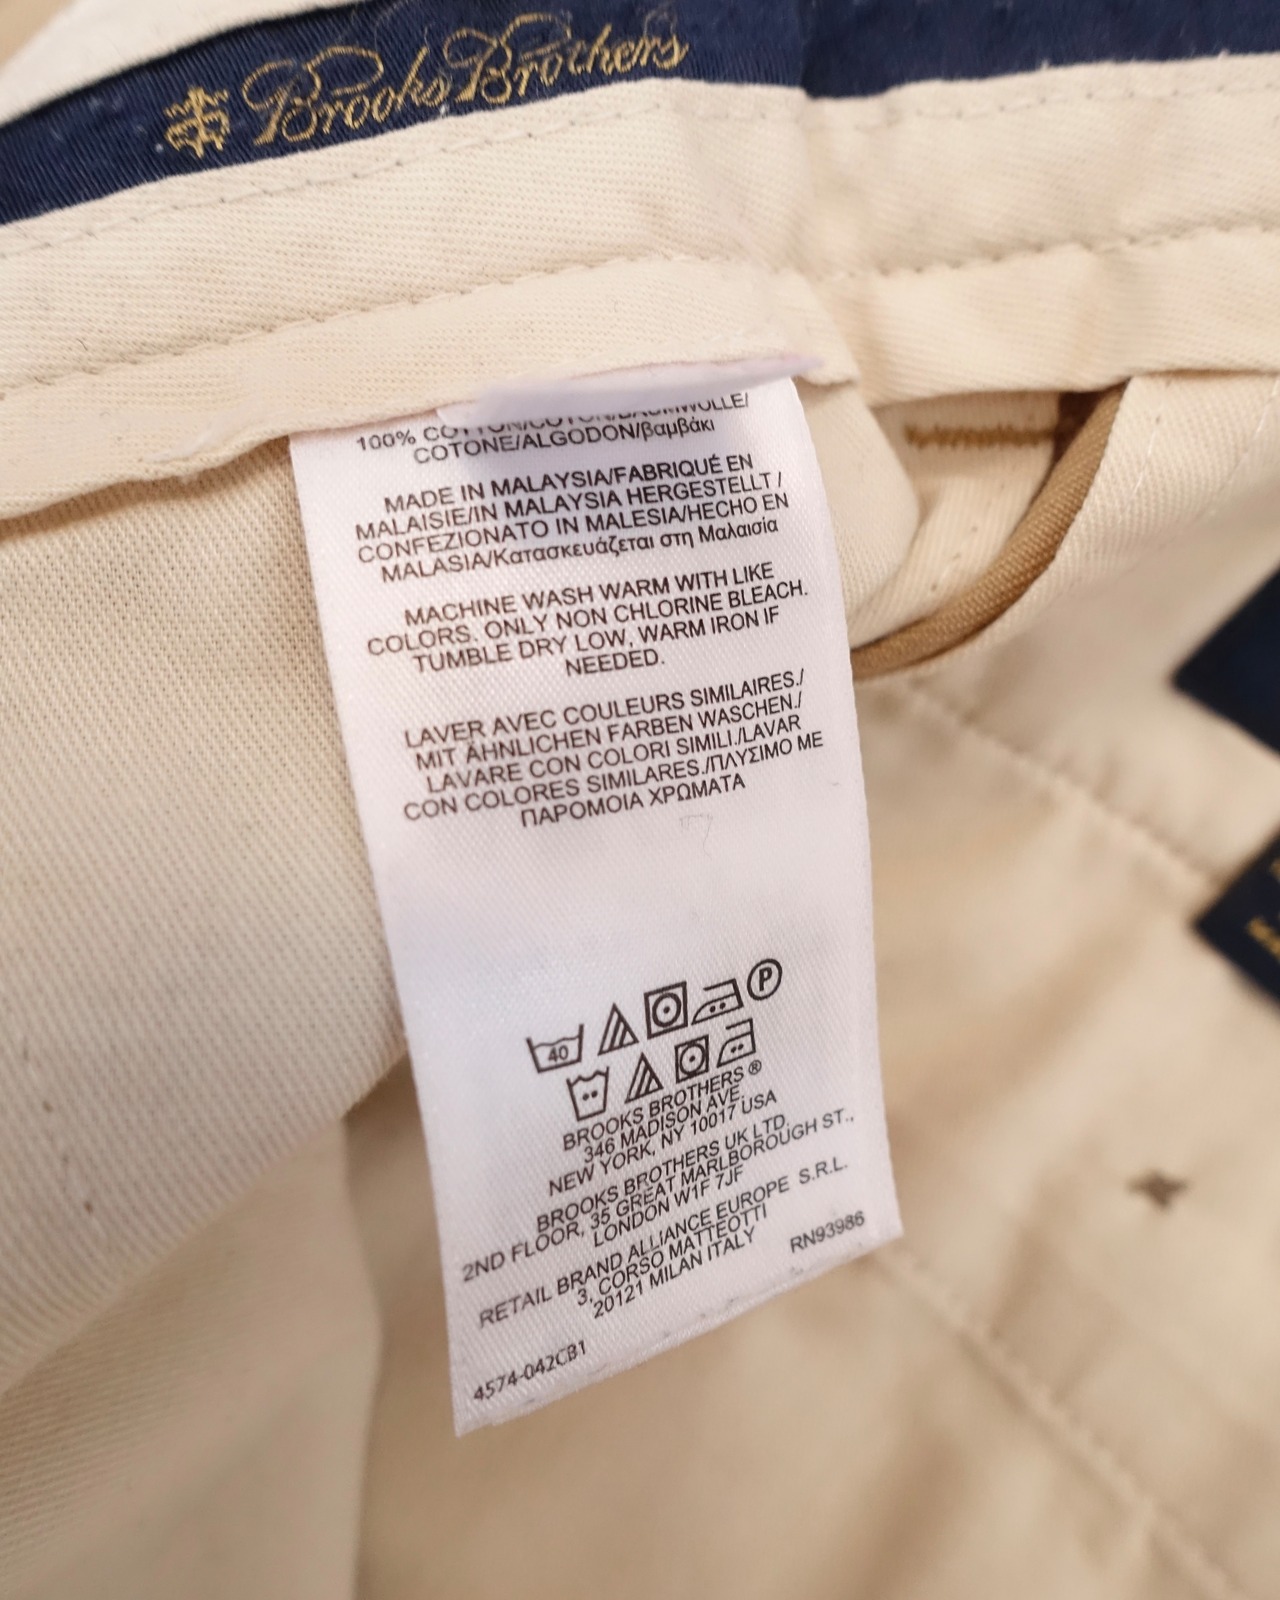 Brooks Brothers
100% COTTON/COTON/BAUMWOLLE/
COTONE/ALGODON/βαμβάκι
MADE IN MALAYSIA/FABRIQUÉ EN
MALAISIE/IN MALAYSIA HERGESTELLT /
CONFEZIONATO IN MALESIA/HECHO EN
MALASIA/Κατασκευάζεται στη Μαλαισία
MACHINE WASH WARM WITH LIKE
COLORS. ONLY NON CHLORINE BLEACH.
TUMBLE DRY LOW, WARM IRON IF
NEEDED.
LAVER AVEC COULEURS SIMILAIRES./
MIT ÄHNLICHEN FARBEN WASCHEN./
LAVARE CON COLORI SIMILI./LAVAR
CON COLORES SIMILARES./ΠΛΥΣΙΜΟ ΜΕ
ΠΑΡΟΜΟΙΑ ΧΡΩΜΑΤΑ
40 P
BROOKS BROTHERS ®
346 MADISON AVE.
NEW YORK, NY 10017 USA
BROOKS BROTHERS UK LTD.
2ND FLOOR, 35 GREAT MARLBOROUGH ST.,
LONDON W1F 7JF
RETAIL BRAND ALLIANCE EUROPE S.R.L.
3, CORSO MATTEOTTI
20121 MILAN ITALY
RN93986
4574-042CB1